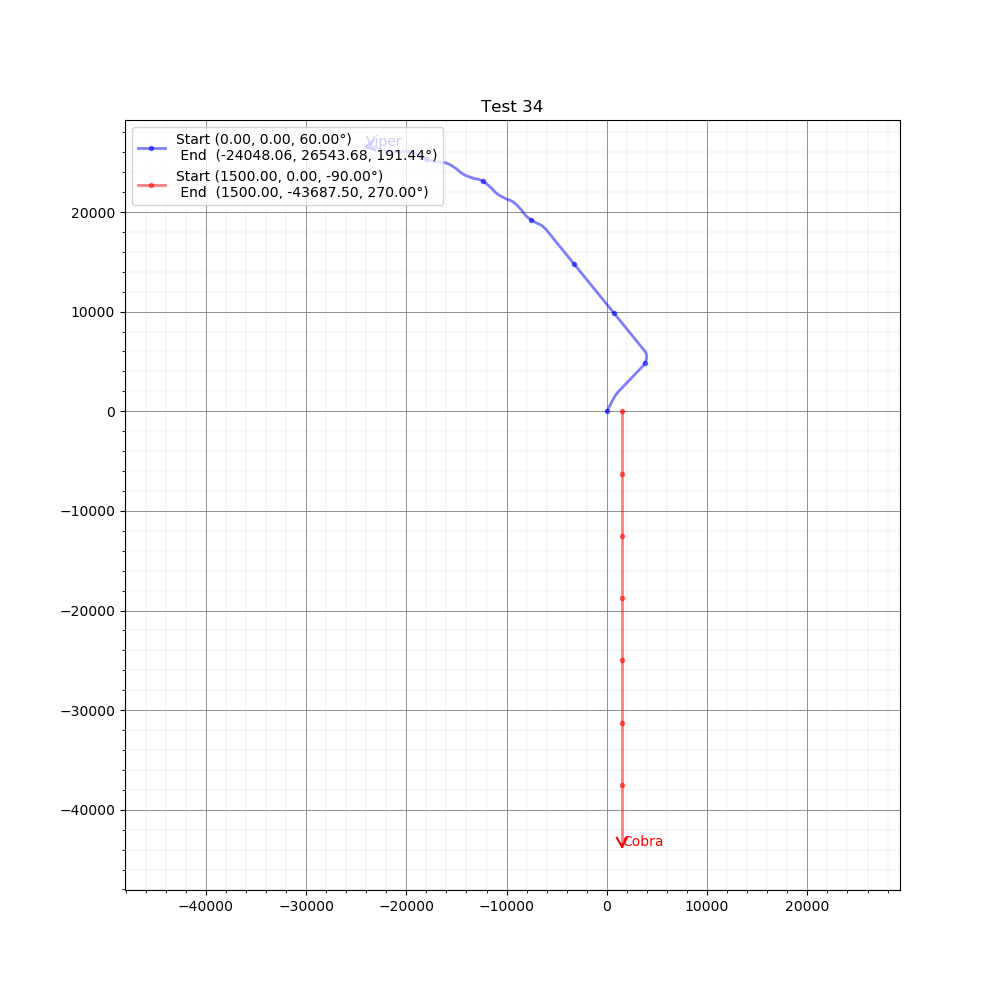 Test 34
Viper
Start (0.00, 0.00, 60.00°)
End  (-24048.06, 26543.68, 191.44°)
Start (1500.00, 0.00, -90.00°)
End  (1500.00, -43687.50, 270.00°)
20000
10000
0
−10000
−20000
−30000
−40000
Cobra
−40000 −30000 −20000 −10000 0 10000 20000